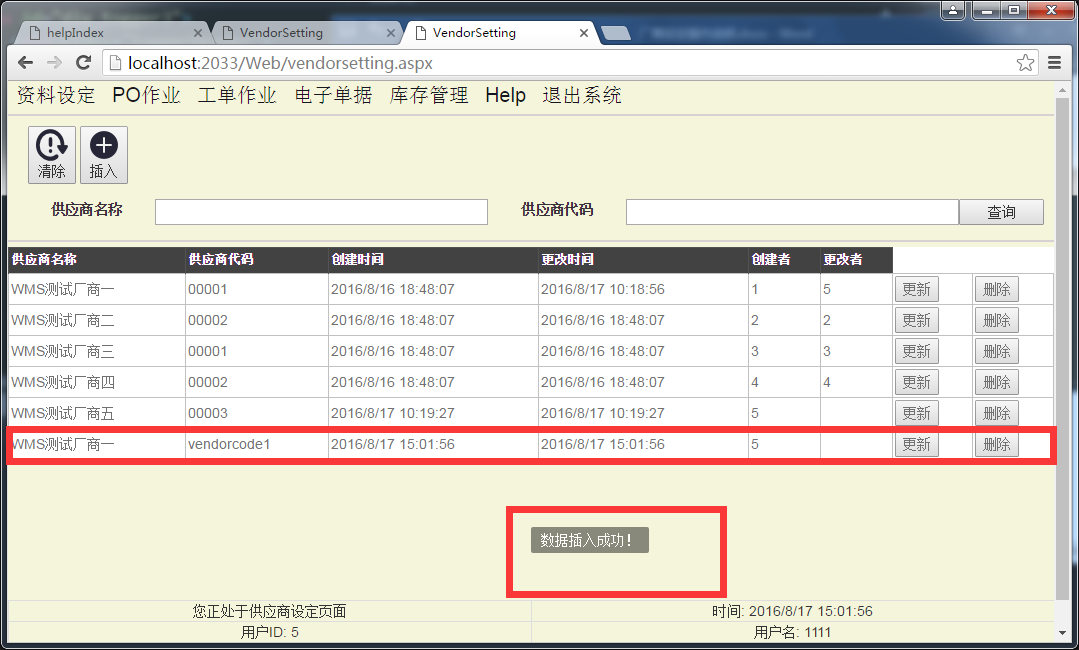 helpIndex VendorSetting VendorSetting
localhost:2033/Web/vendorsetting.aspx
资料设定 PO作业 工单作业 电子单据 库存管理 Help 退出系统
清除 插入
供应商名称 供应商代码 查询
供应商名称 供应商代码 创建时间 更改时间 创建者 更改者
WMS测试厂商一 00001 2016/8/16 18:48:07 2016/8/17 10:18:56 1 5 更新 删除
WMS测试厂商二 00002 2016/8/16 18:48:07 2016/8/16 18:48:07 2 2 更新 删除
WMS测试厂商三 00001 2016/8/16 18:48:07 2016/8/16 18:48:07 3 3 更新 删除
WMS测试厂商四 00002 2016/8/16 18:48:07 2016/8/16 18:48:07 4 4 更新 删除
WMS测试厂商五 00003 2016/8/17 10:19:27 2016/8/17 10:19:27 5 更新 删除
WMS测试厂商一 vendorcode1 2016/8/17 15:01:56 2016/8/17 15:01:56 5 更新 删除
数据插入成功！
您正处于供应商设定页面 时间: 2016/8/17 15:01:56
用户ID: 5 用户名: 1111